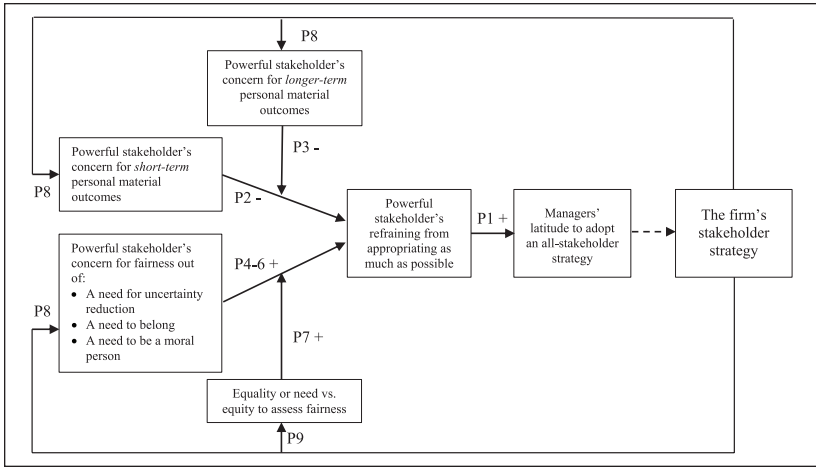 P8
Powerful stakeholder's
concern for longer-term
personal material
outcomes
P3 -
Powerful stakeholder's
concern for short-term
personal material
outcomes
P8
P2 -
Powerful
stakeholder's
refraining from
appropriating as
much as possible
P1 +
Managers'
latitude to adopt
an all-stakeholder
strategy
The firm's
stakeholder
strategy
Powerful stakeholder's
concern for fairness out
of:
• A need for uncertainty
reduction
• A need to belong
• A need to be a moral
person
P8
P4-6 +
P7 +
Equality or need vs.
equity to assess fairness
P9